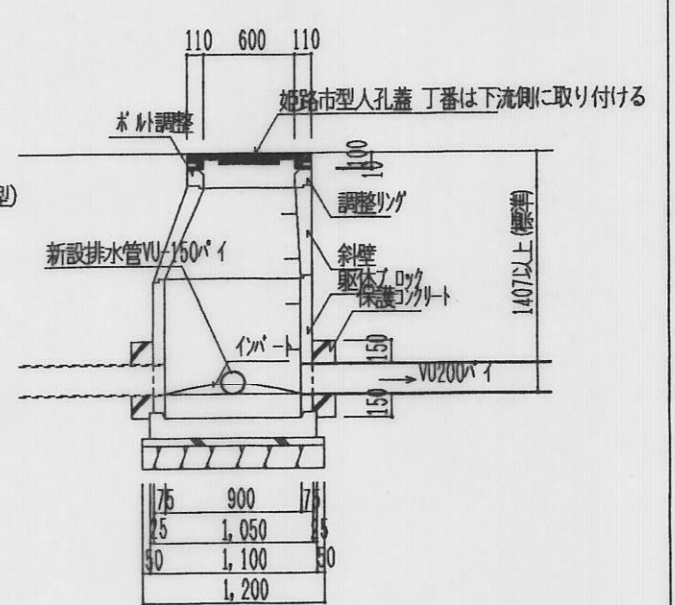 110 600 110
姫路市型人孔蓋 丁番は下流側に取り付ける
ボルト調整
100
10
型)
調整リング
1407以上(標準)
新設排水管VU-150パイ
斜壁
躯体ブロック
保護コンクリート
インバート
150
VU200パイ
150
75 900 75
25 1,050 25
50 1,100 50
1,200